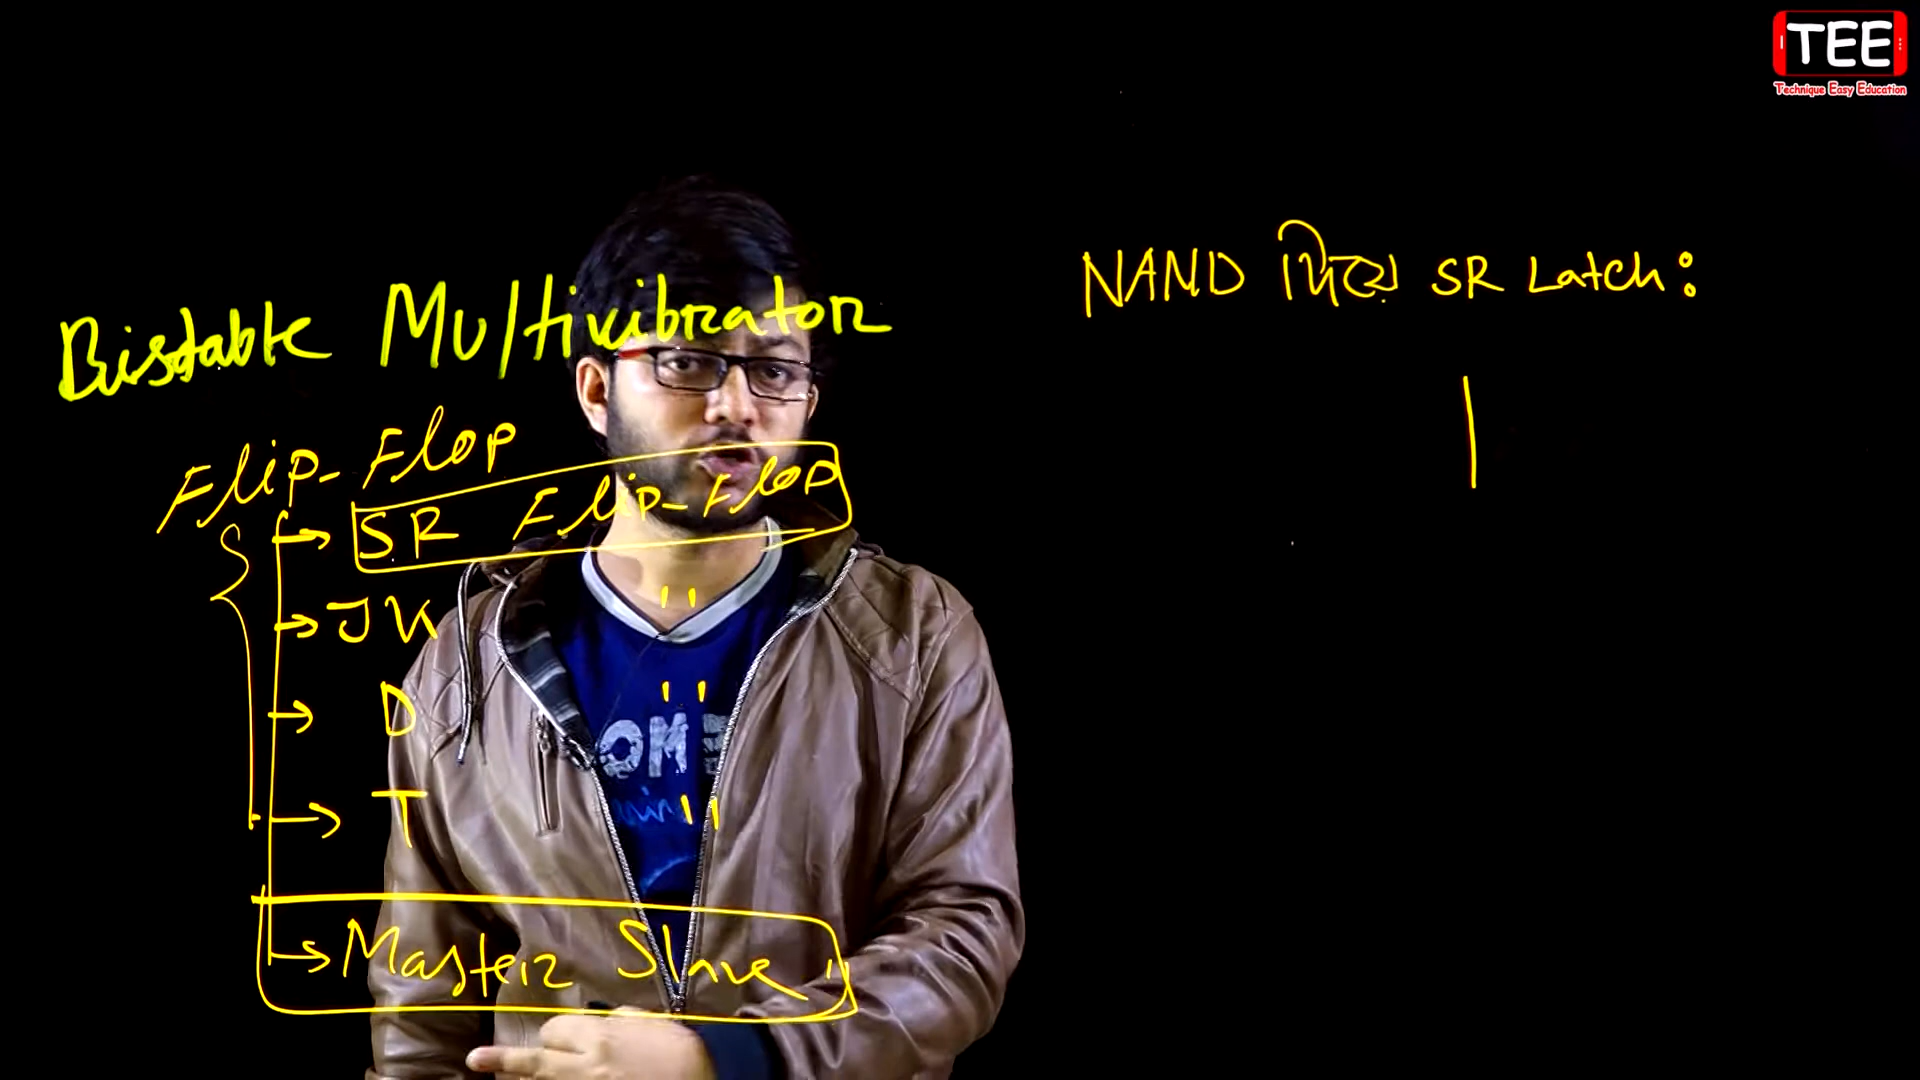 TEE
Technique Easy Education
Bistable Multivibrator
NAND দিয়ে SR Latch:
Flip-Flop
→ SR Flip-Flop
→ JK "
→ D "
→ T "
→ Master Slave "